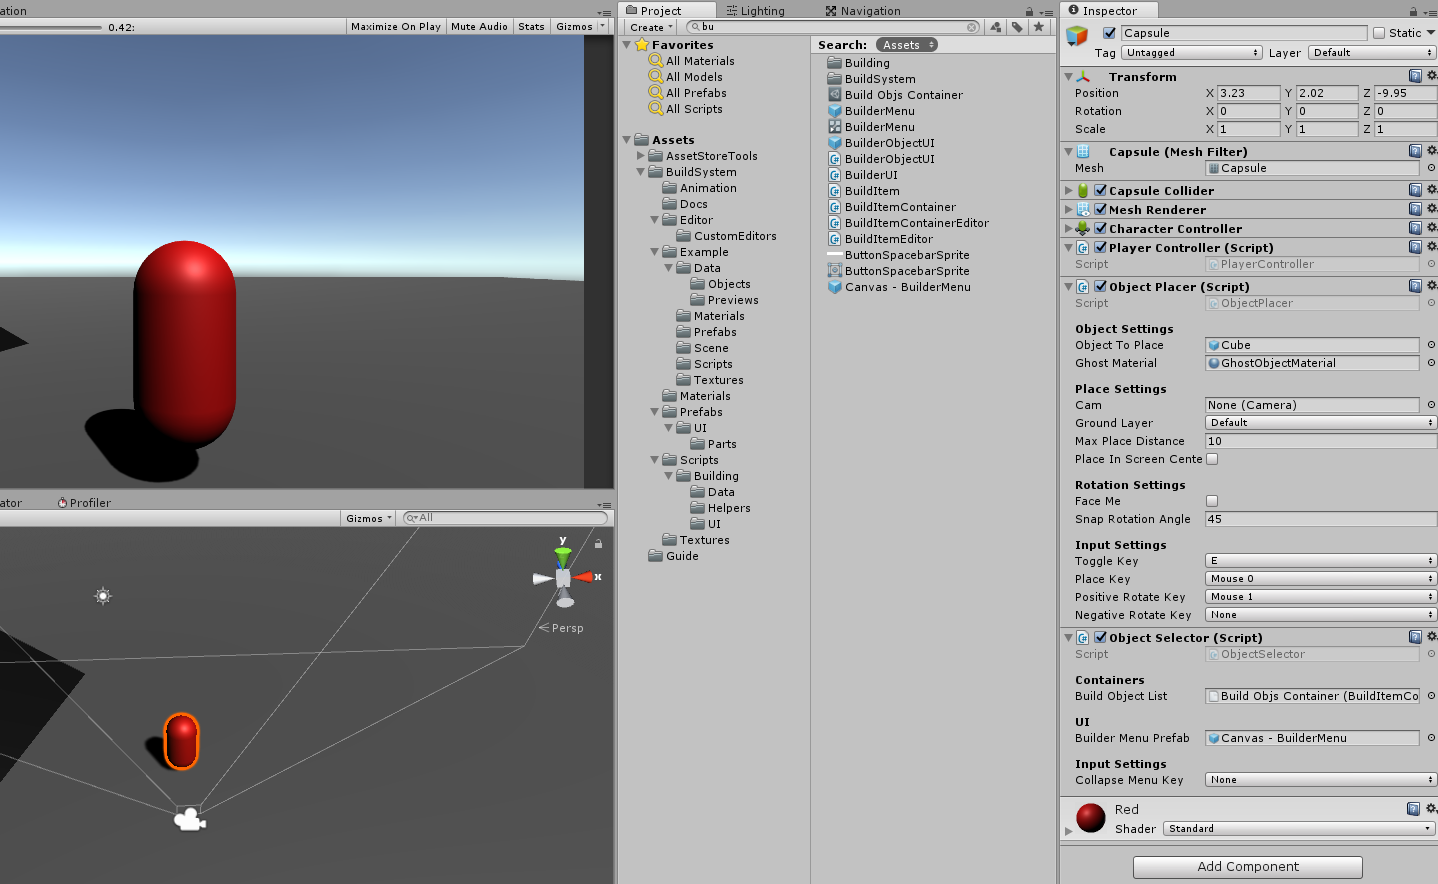 ation
0.42:
Maximize On Play
Mute Audio
Stats
Gizmos
ator
Profiler
Gizmos
All
y
x
Persp
Project
Lighting
Navigation
Create
bu
Favorites
All Materials
All Models
All Prefabs
All Scripts
Assets
AssetStoreTools
BuildSystem
Animation
Docs
Editor
CustomEditors
Example
Data
Objects
Previews
Materials
Prefabs
Scene
Scripts
Textures
Materials
Prefabs
UI
Parts
Scripts
Building
Data
Helpers
UI
Textures
Guide
Search: Assets
Building
BuildSystem
Build Objs Container
BuilderMenu
BuilderMenu
BuilderObjectUI
BuilderObjectUI
BuilderUI
BuildItem
BuildItemContainer
BuildItemContainerEditor
BuildItemEditor
ButtonSpacebarSprite
ButtonSpacebarSprite
Canvas - BuilderMenu
Inspector
Capsule
Static
Tag Untagged Layer Default
Transform
Position X 3.23 Y 2.02 Z -9.95
Rotation X 0 Y 0 Z 0
Scale X 1 Y 1 Z 1
Capsule (Mesh Filter)
Mesh Capsule
Capsule Collider
Mesh Renderer
Character Controller
Player Controller (Script)
Script PlayerController
Object Placer (Script)
Script ObjectPlacer
Object Settings
Object To Place Cube
Ghost Material GhostObjectMaterial
Place Settings
Cam None (Camera)
Ground Layer Default
Max Place Distance 10
Place In Screen Cente
Rotation Settings
Face Me
Snap Rotation Angle 45
Input Settings
Toggle Key E
Place Key Mouse 0
Positive Rotate Key Mouse 1
Negative Rotate Key None
Object Selector (Script)
Script ObjectSelector
Containers
Build Object List Build Objs Container (BuildItemCo
UI
Builder Menu Prefab Canvas - BuilderMenu
Input Settings
Collapse Menu Key None
Red
Shader Standard
Add Component